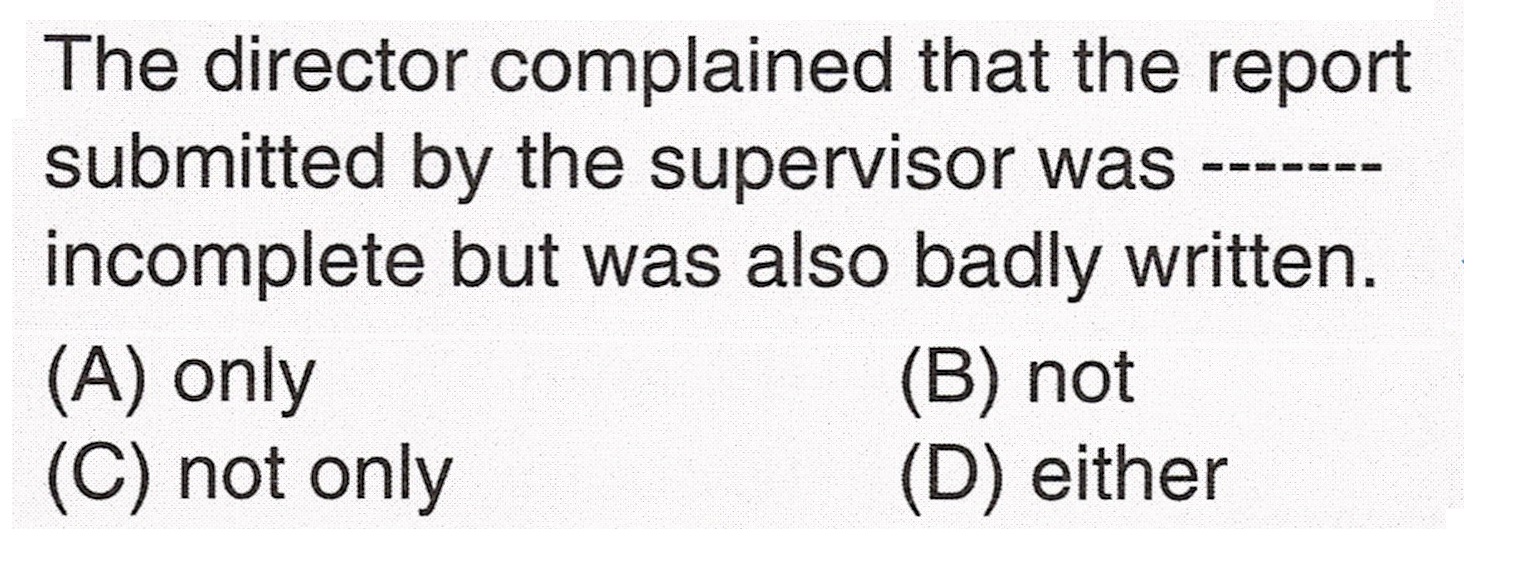 The director complained that the report
submitted by the supervisor was -------
incomplete but was also badly written.
(A) only (B) not
(C) not only (D) either